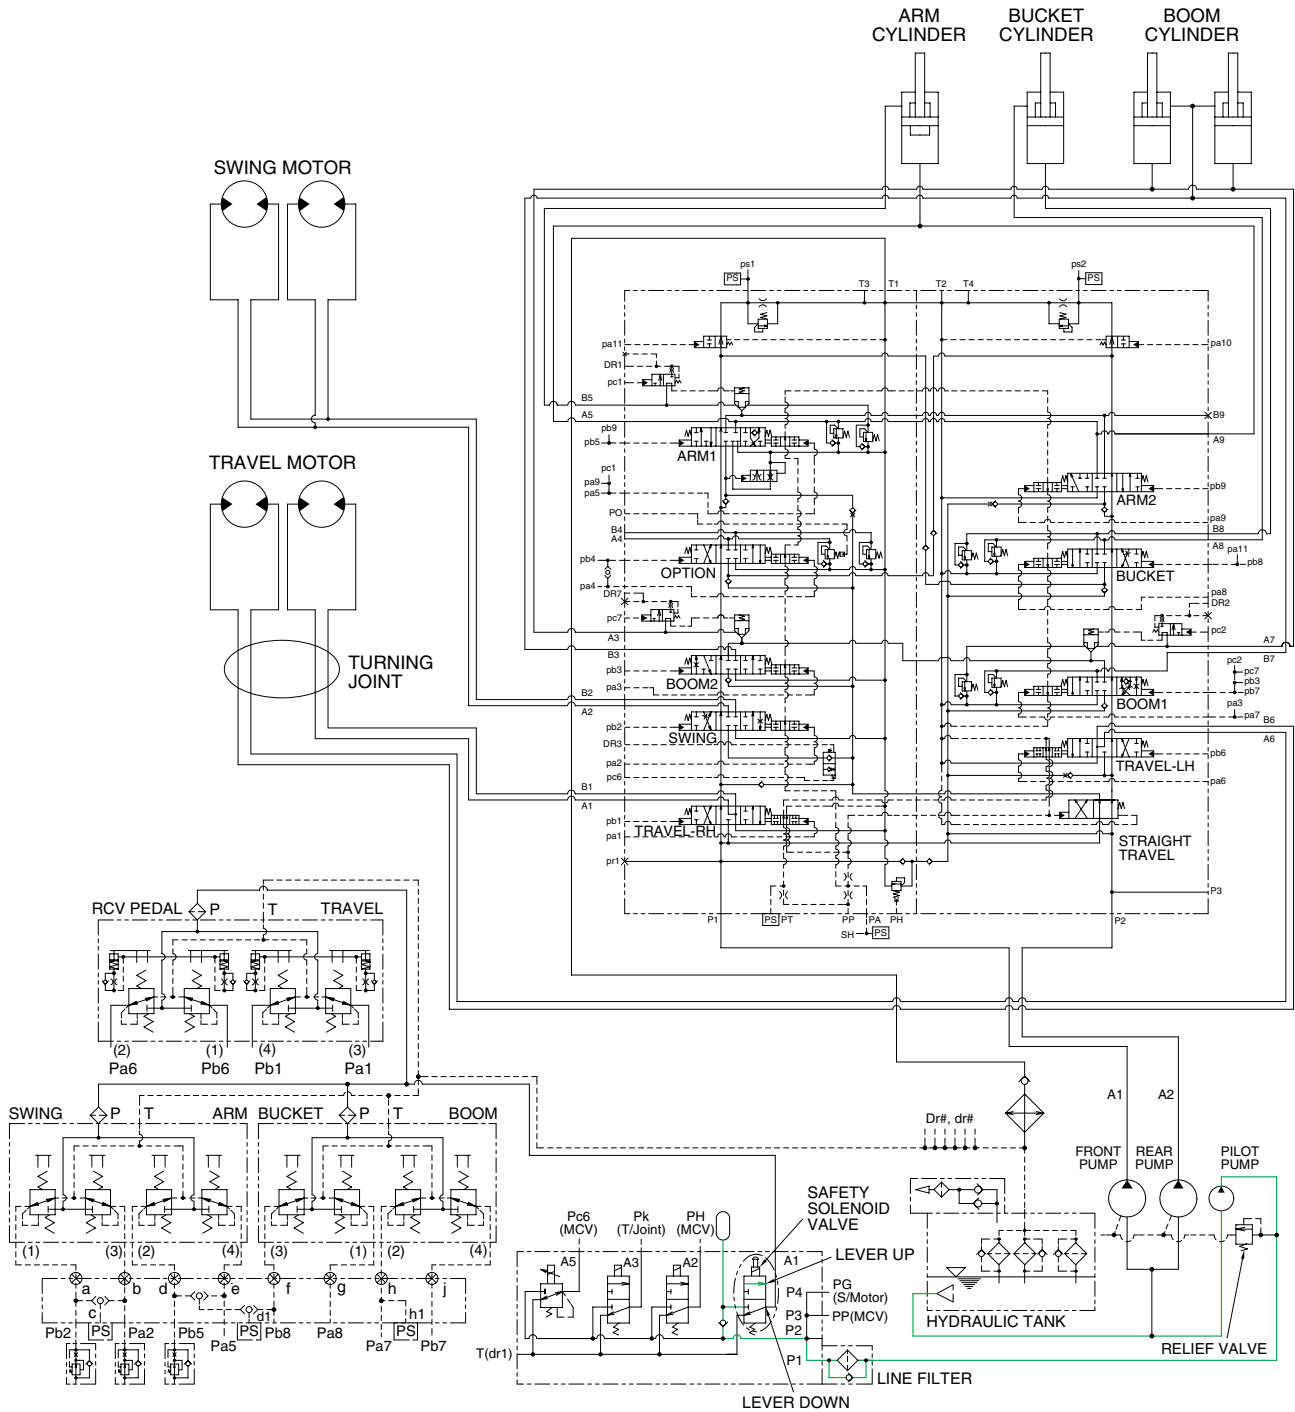 ARM
CYLINDER
BUCKET
CYLINDER
BOOM
CYLINDER
SWING MOTOR
TRAVEL MOTOR
TURNING
JOINT
ps1
PS
T3
T1
T2
T4
ps2
PS
pa11
DR1
pc1
B5
A5
pb9
pb5
ARM1
pc1
pa9
pa5
PO
B4
A4
pb4
OPTION
pa4
DR7
pc7
A3
B3
pb3
BOOM2
pa3
B2
A2
pb2
SWING
DR3
pa2
pc6
B1
A1
pb1
TRAVEL-RH
pa1
pr1
pa10
B9
A9
pb9
ARM2
pa9
B8
A8
pa11
pb8
BUCKET
pa8
DR2
pc2
A7
B7
pc2
pc7
pb3
pb7
BOOM1
pa3
pa7
B6
A6
pb6
TRAVEL-LH
pa6
STRAIGHT
TRAVEL
P3
P1
PS
PT
PP
PA
PH
P2
SH
PS
RCV PEDAL
P
T
TRAVEL
(2)
(1)
(4)
(3)
Pa6
Pb6
Pb1
Pa1
SWING
P
T
ARM
BUCKET
P
T
BOOM
(1)
(3)
(2)
(4)
(3)
(1)
(2)
(4)
a
b
d
e
f
g
h
j
c
d1
h1
Pb2
PS
Pa2
Pb5
Pa5
PS
Pb8
Pa8
Pa7
PS
Pb7
A1
A2
Dr#, dr#
FRONT
PUMP
REAR
PUMP
PILOT
PUMP
SAFETY
SOLENOID
VALVE
LEVER UP
Pc6
(MCV)
Pk
(T/Joint)
PH
(MCV)
A5
A3
A2
A1
P4
PG
(S/Motor)
P3
PP(MCV)
P2
T(dr1)
P1
HYDRAULIC TANK
RELIEF VALVE
LINE FILTER
LEVER DOWN